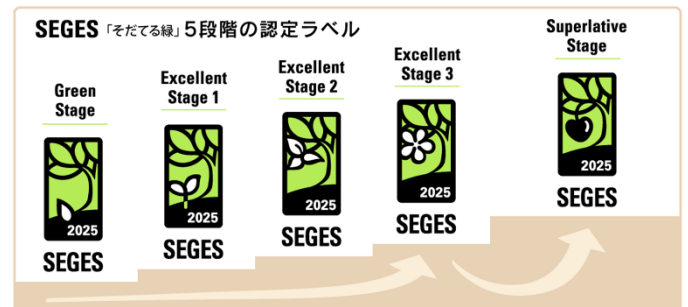 SEGES「そだてる緑」5段階の認定ラベル
Green
Stage
2025
SEGES
Excellent
Stage 1
2025
SEGES
Excellent
Stage 2
2025
SEGES
Excellent
Stage 3
2025
SEGES
Superlative
Stage
2025
SEGES